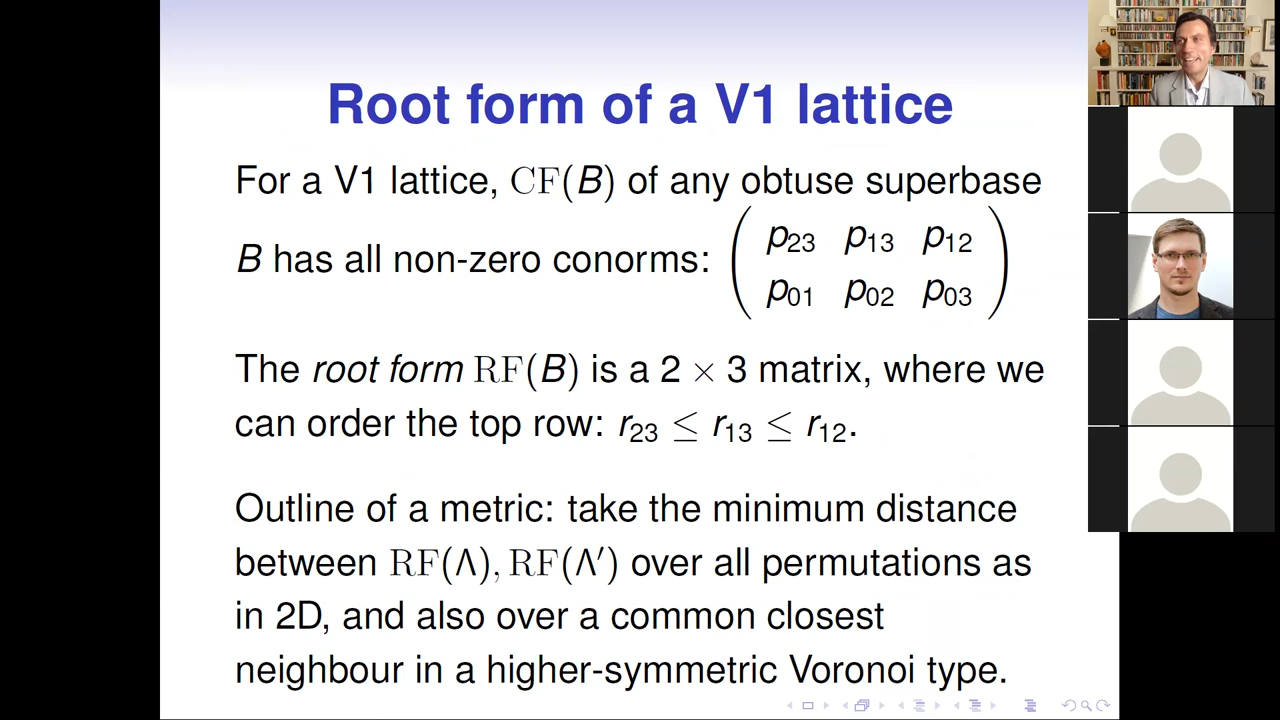 Root form of a V1 lattice
For a V1 lattice, CF(B) of any obtuse superbase
B has all non-zero conorms: ( p₂₃ p₁₃ p₁₂
p₀₁ p₀₂ p₀₃ )
The root form RF(B) is a 2 × 3 matrix, where we
can order the top row: r₂₃ ≤ r₁₃ ≤ r₁₂.
Outline of a metric: take the minimum distance
between RF(Λ), RF(Λ′) over all permutations as
in 2D, and also over a common closest
neighbour in a higher-symmetric Voronoi type.